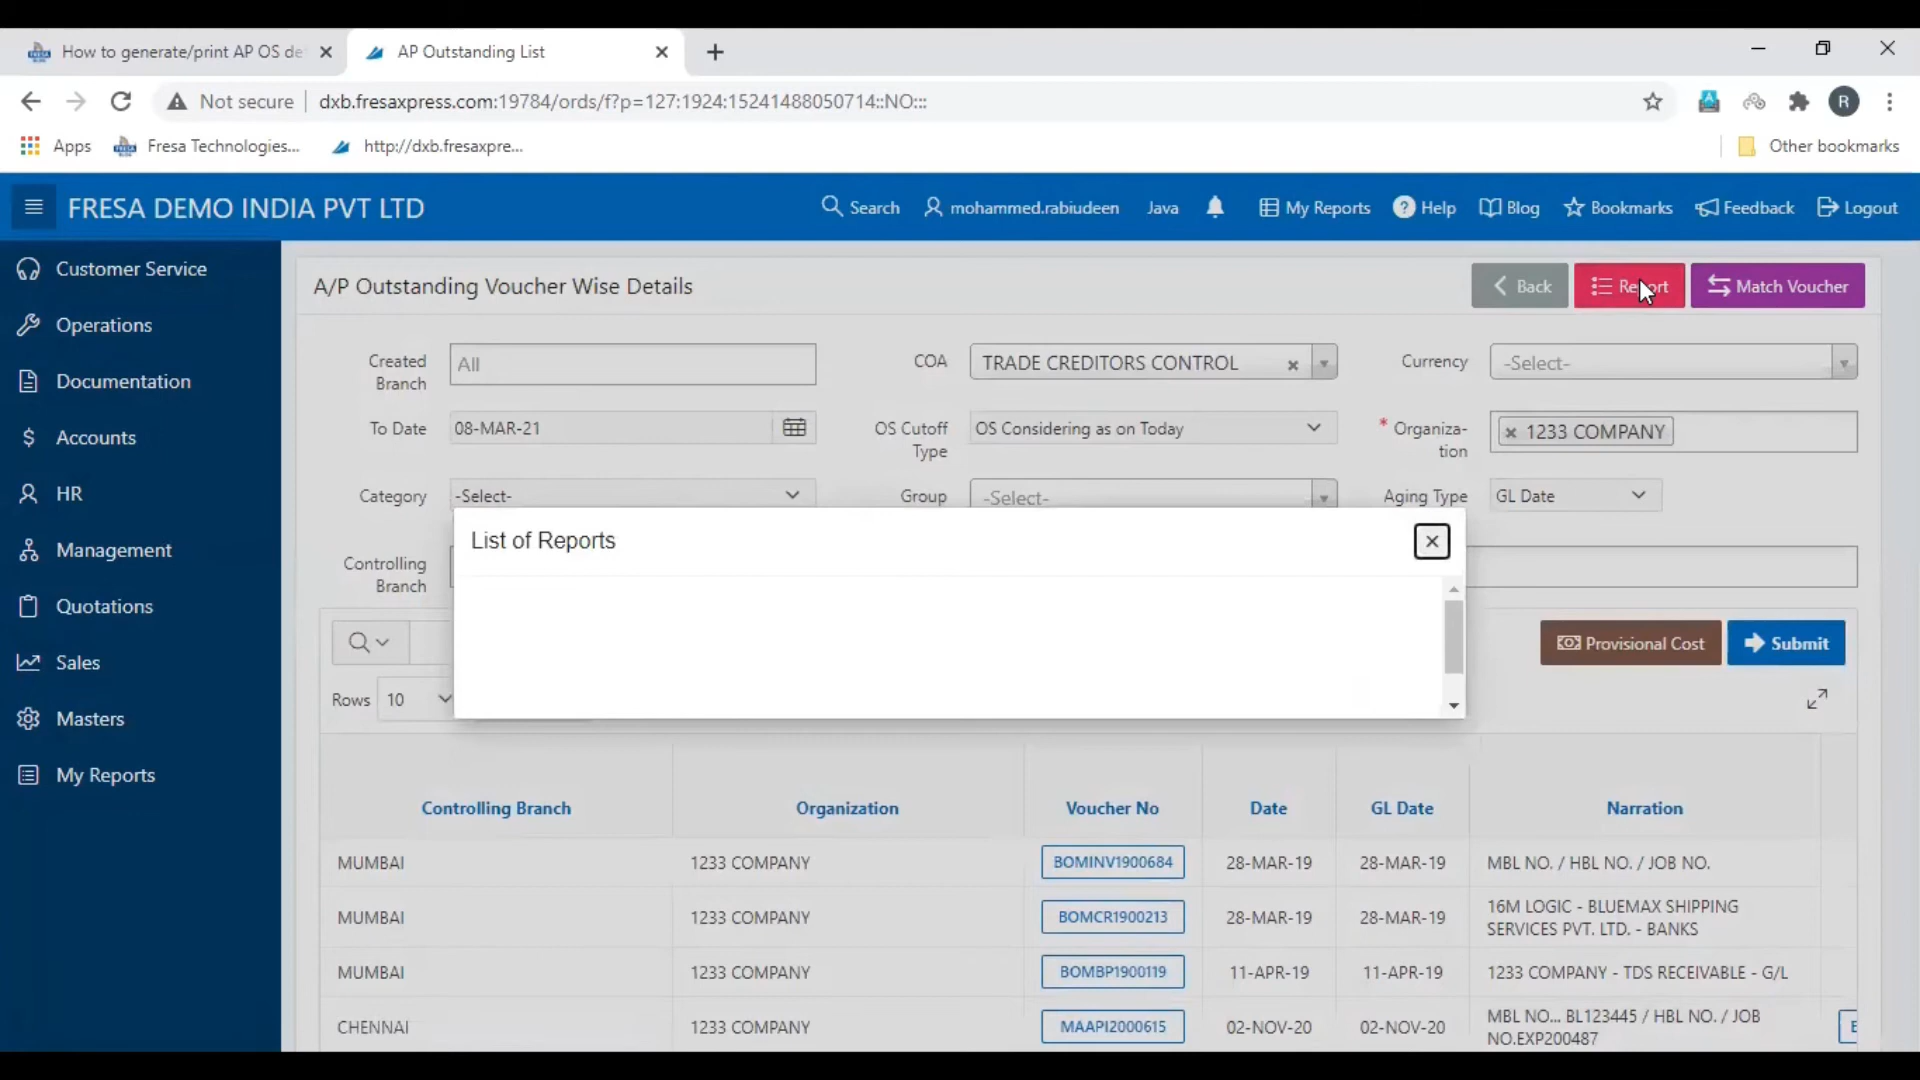 How to generate/print AP OS de
AP Outstanding List
Not secure
dxb.fresaxpress.com:19784/ords/f?p=127:1924:15241488050714::NO:::
R
Apps
Fresa Technologies...
http://dxb.fresaxpre...
Other bookmarks
FRESA DEMO INDIA PVT LTD
Search
mohammed.rabiudeen
Java
My Reports
Help
Blog
Bookmarks
Feedback
Logout
Customer Service
Operations
Documentation
Accounts
HR
Management
Quotations
Sales
Masters
My Reports
A/P Outstanding Voucher Wise Details
Back
Report
Match Voucher
Created
Branch
All
COA
TRADE CREDITORS CONTROL
Currency
-Select-
To Date
08-MAR-21
OS Cutoff
Type
OS Considering as on Today
* Organiza-
tion
1233 COMPANY
Category
-Select-
Group
-Select-
Aging Type
GL Date
Controlling
Branch
List of Reports
Provisional Cost
Submit
Rows
10
Controlling Branch
Organization
Voucher No
Date
GL Date
Narration
MUMBAI
1233 COMPANY
BOMINV1900684
28-MAR-19
28-MAR-19
MBL NO. / HBL NO. / JOB NO.
MUMBAI
1233 COMPANY
BOMCR1900213
28-MAR-19
28-MAR-19
16M LOGIC - BLUEMAX SHIPPING
SERVICES PVT. LTD. - BANKS
MUMBAI
1233 COMPANY
BOMBP1900119
11-APR-19
11-APR-19
1233 COMPANY - TDS RECEIVABLE - G/L
CHENNAI
1233 COMPANY
MAAPI2000615
02-NOV-20
02-NOV-20
MBL NO... BL123445 / HBL NO. / JOB
NO.EXP200487